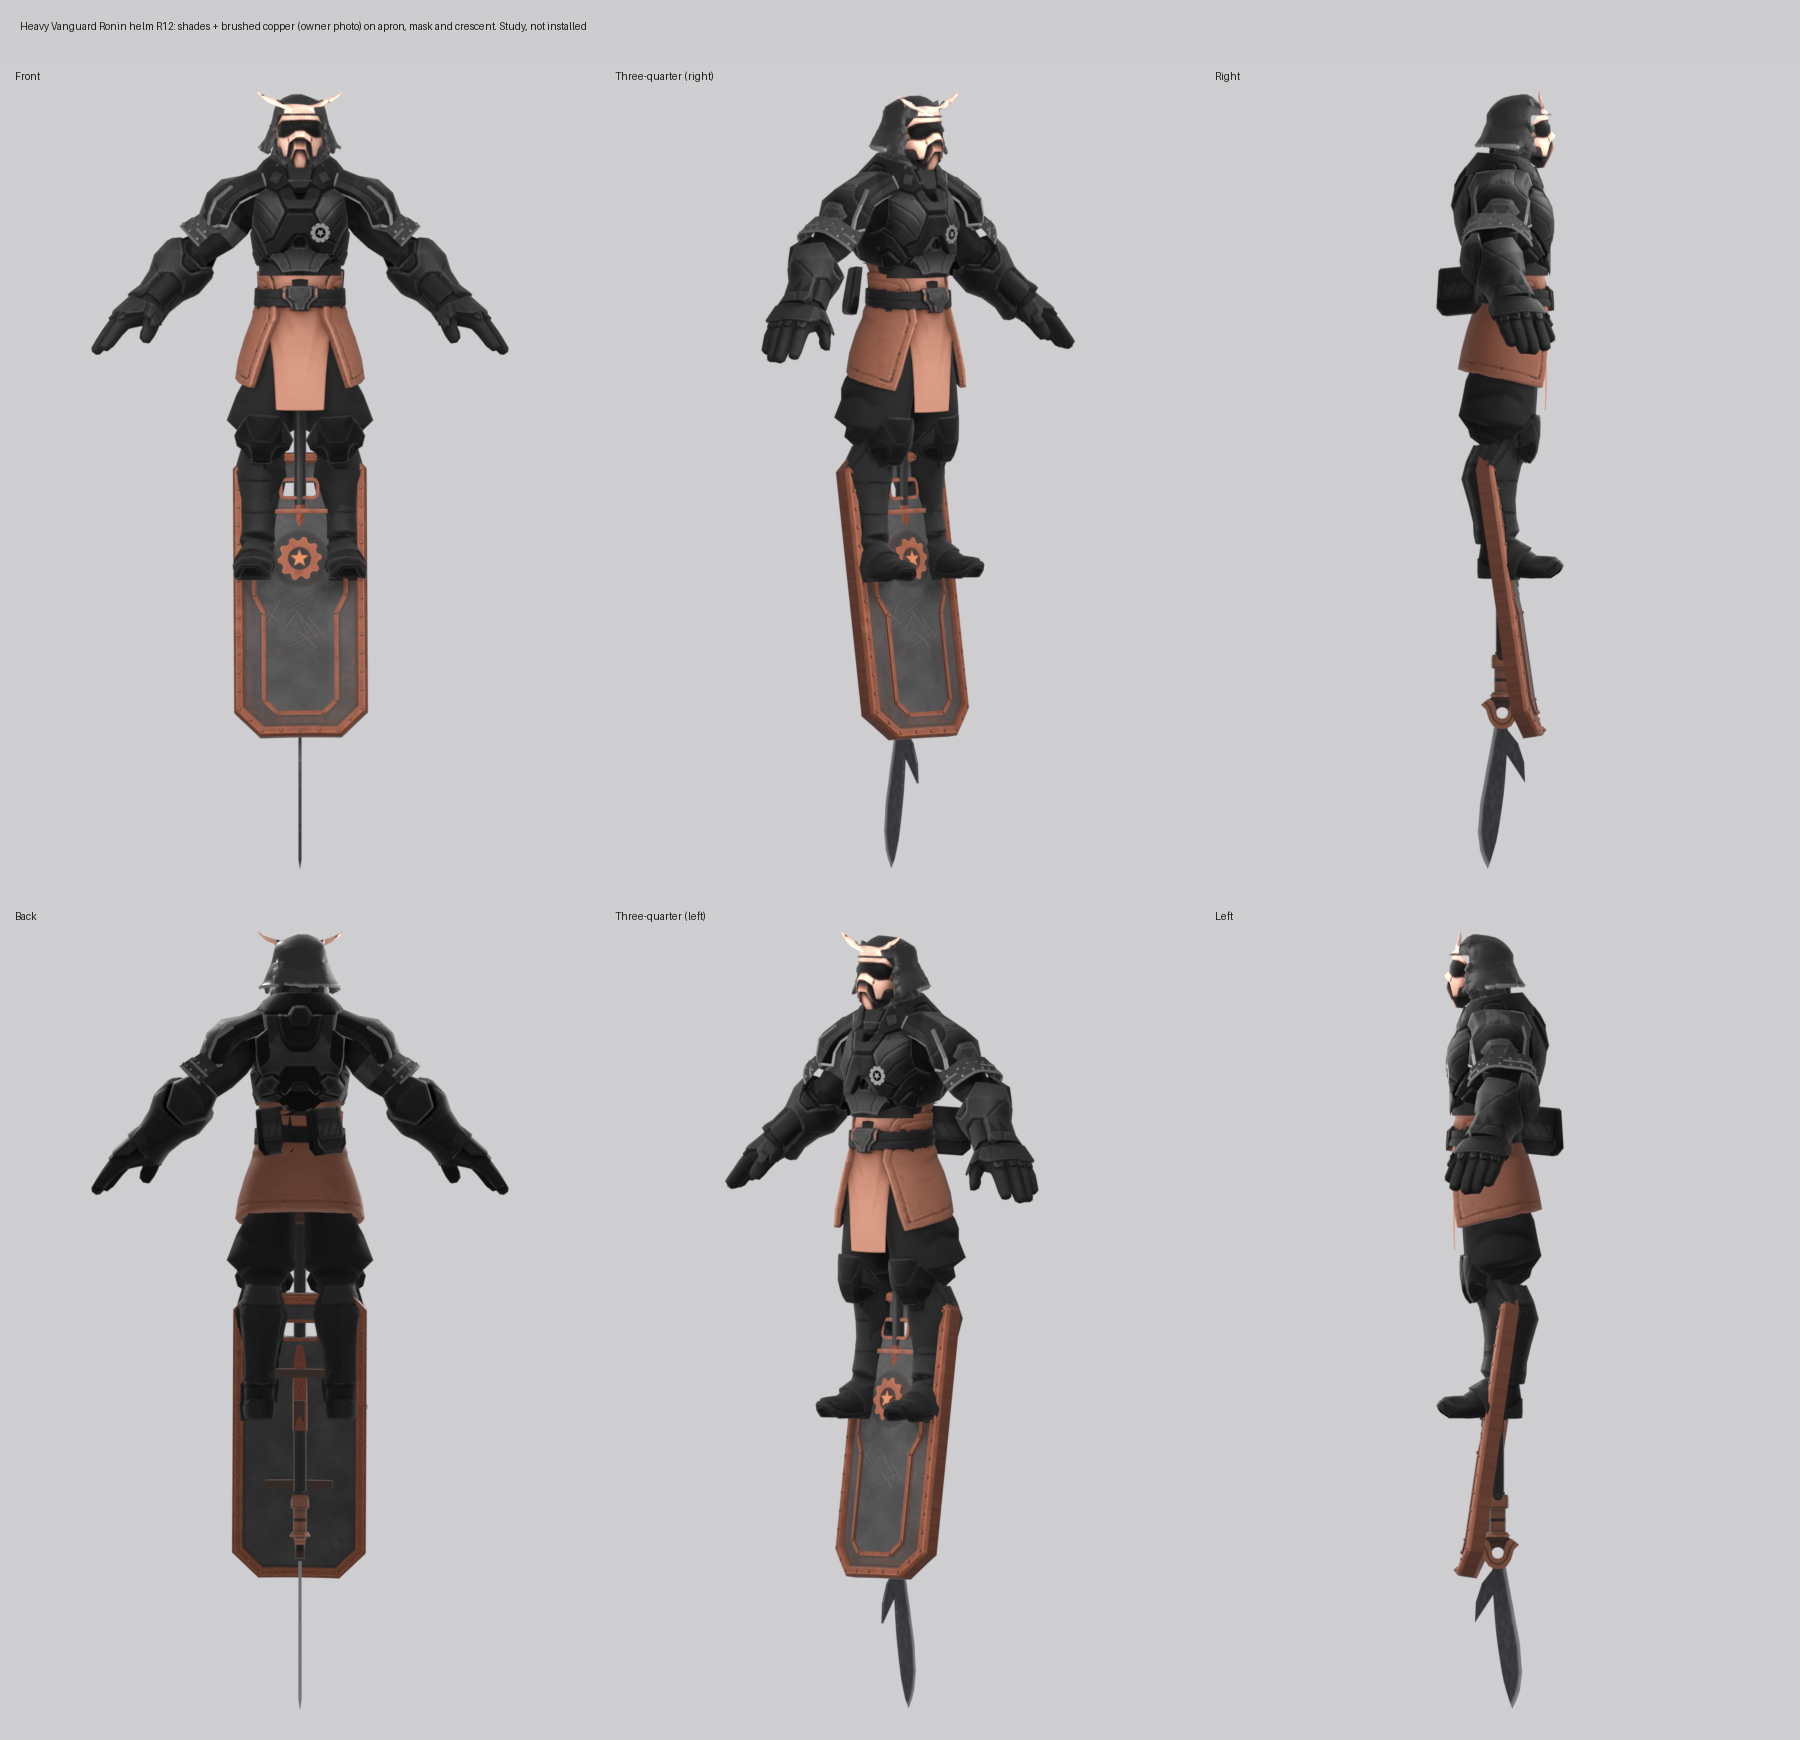 Heavy Vanguard Ronin helm R12: shades + brushed copper (owner photo) on apron, mask and crescent. Study, not installed
Front
Three-quarter (right)
Right
Back
Three-quarter (left)
Left